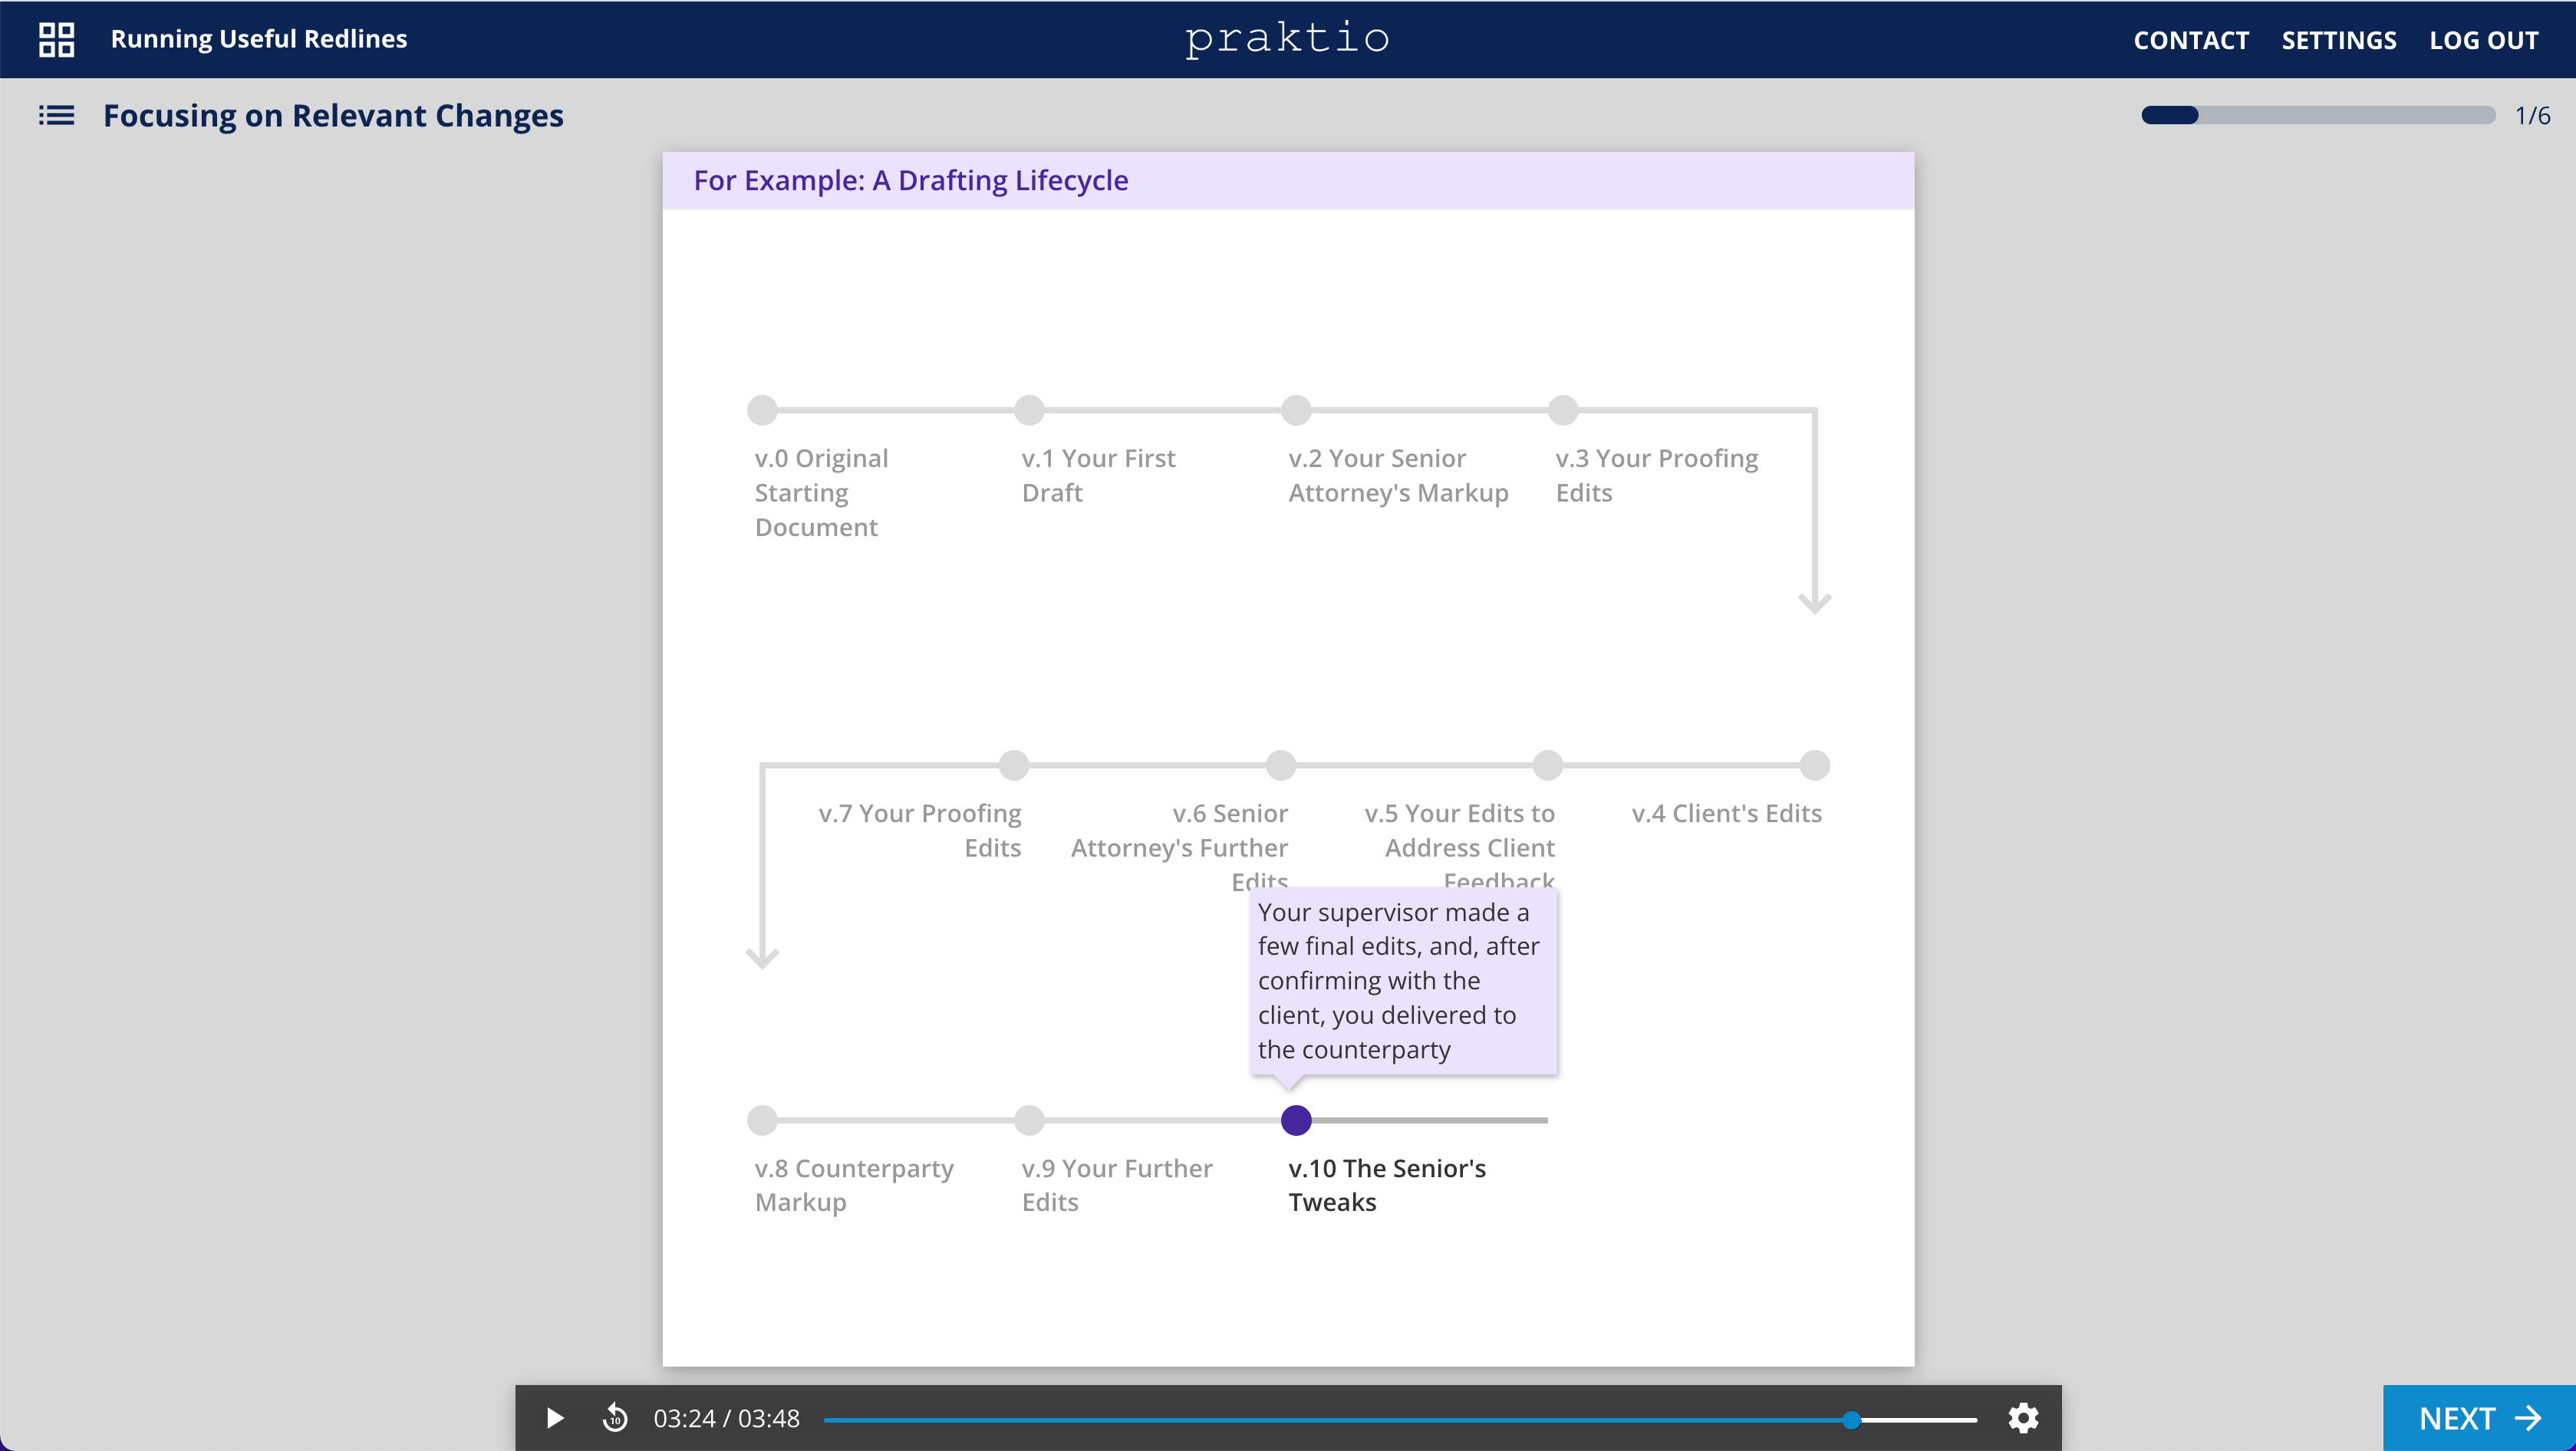 Running Useful Redlines
praktio
CONTACT SETTINGS LOG OUT
Focusing on Relevant Changes
1/6
For Example: A Drafting Lifecycle
v.0 Original
Starting
Document
v.1 Your First
Draft
v.2 Your Senior
Attorney's Markup
v.3 Your Proofing
Edits
v.4 Client's Edits
v.5 Your Edits to
Address Client
Feedback
v.6 Senior
Attorney's Further
Edits
v.7 Your Proofing
Edits
Your supervisor made a
few final edits, and, after
confirming with the
client, you delivered to
the counterparty
v.8 Counterparty
Markup
v.9 Your Further
Edits
v.10 The Senior's
Tweaks
10
03:24 / 03:48
NEXT